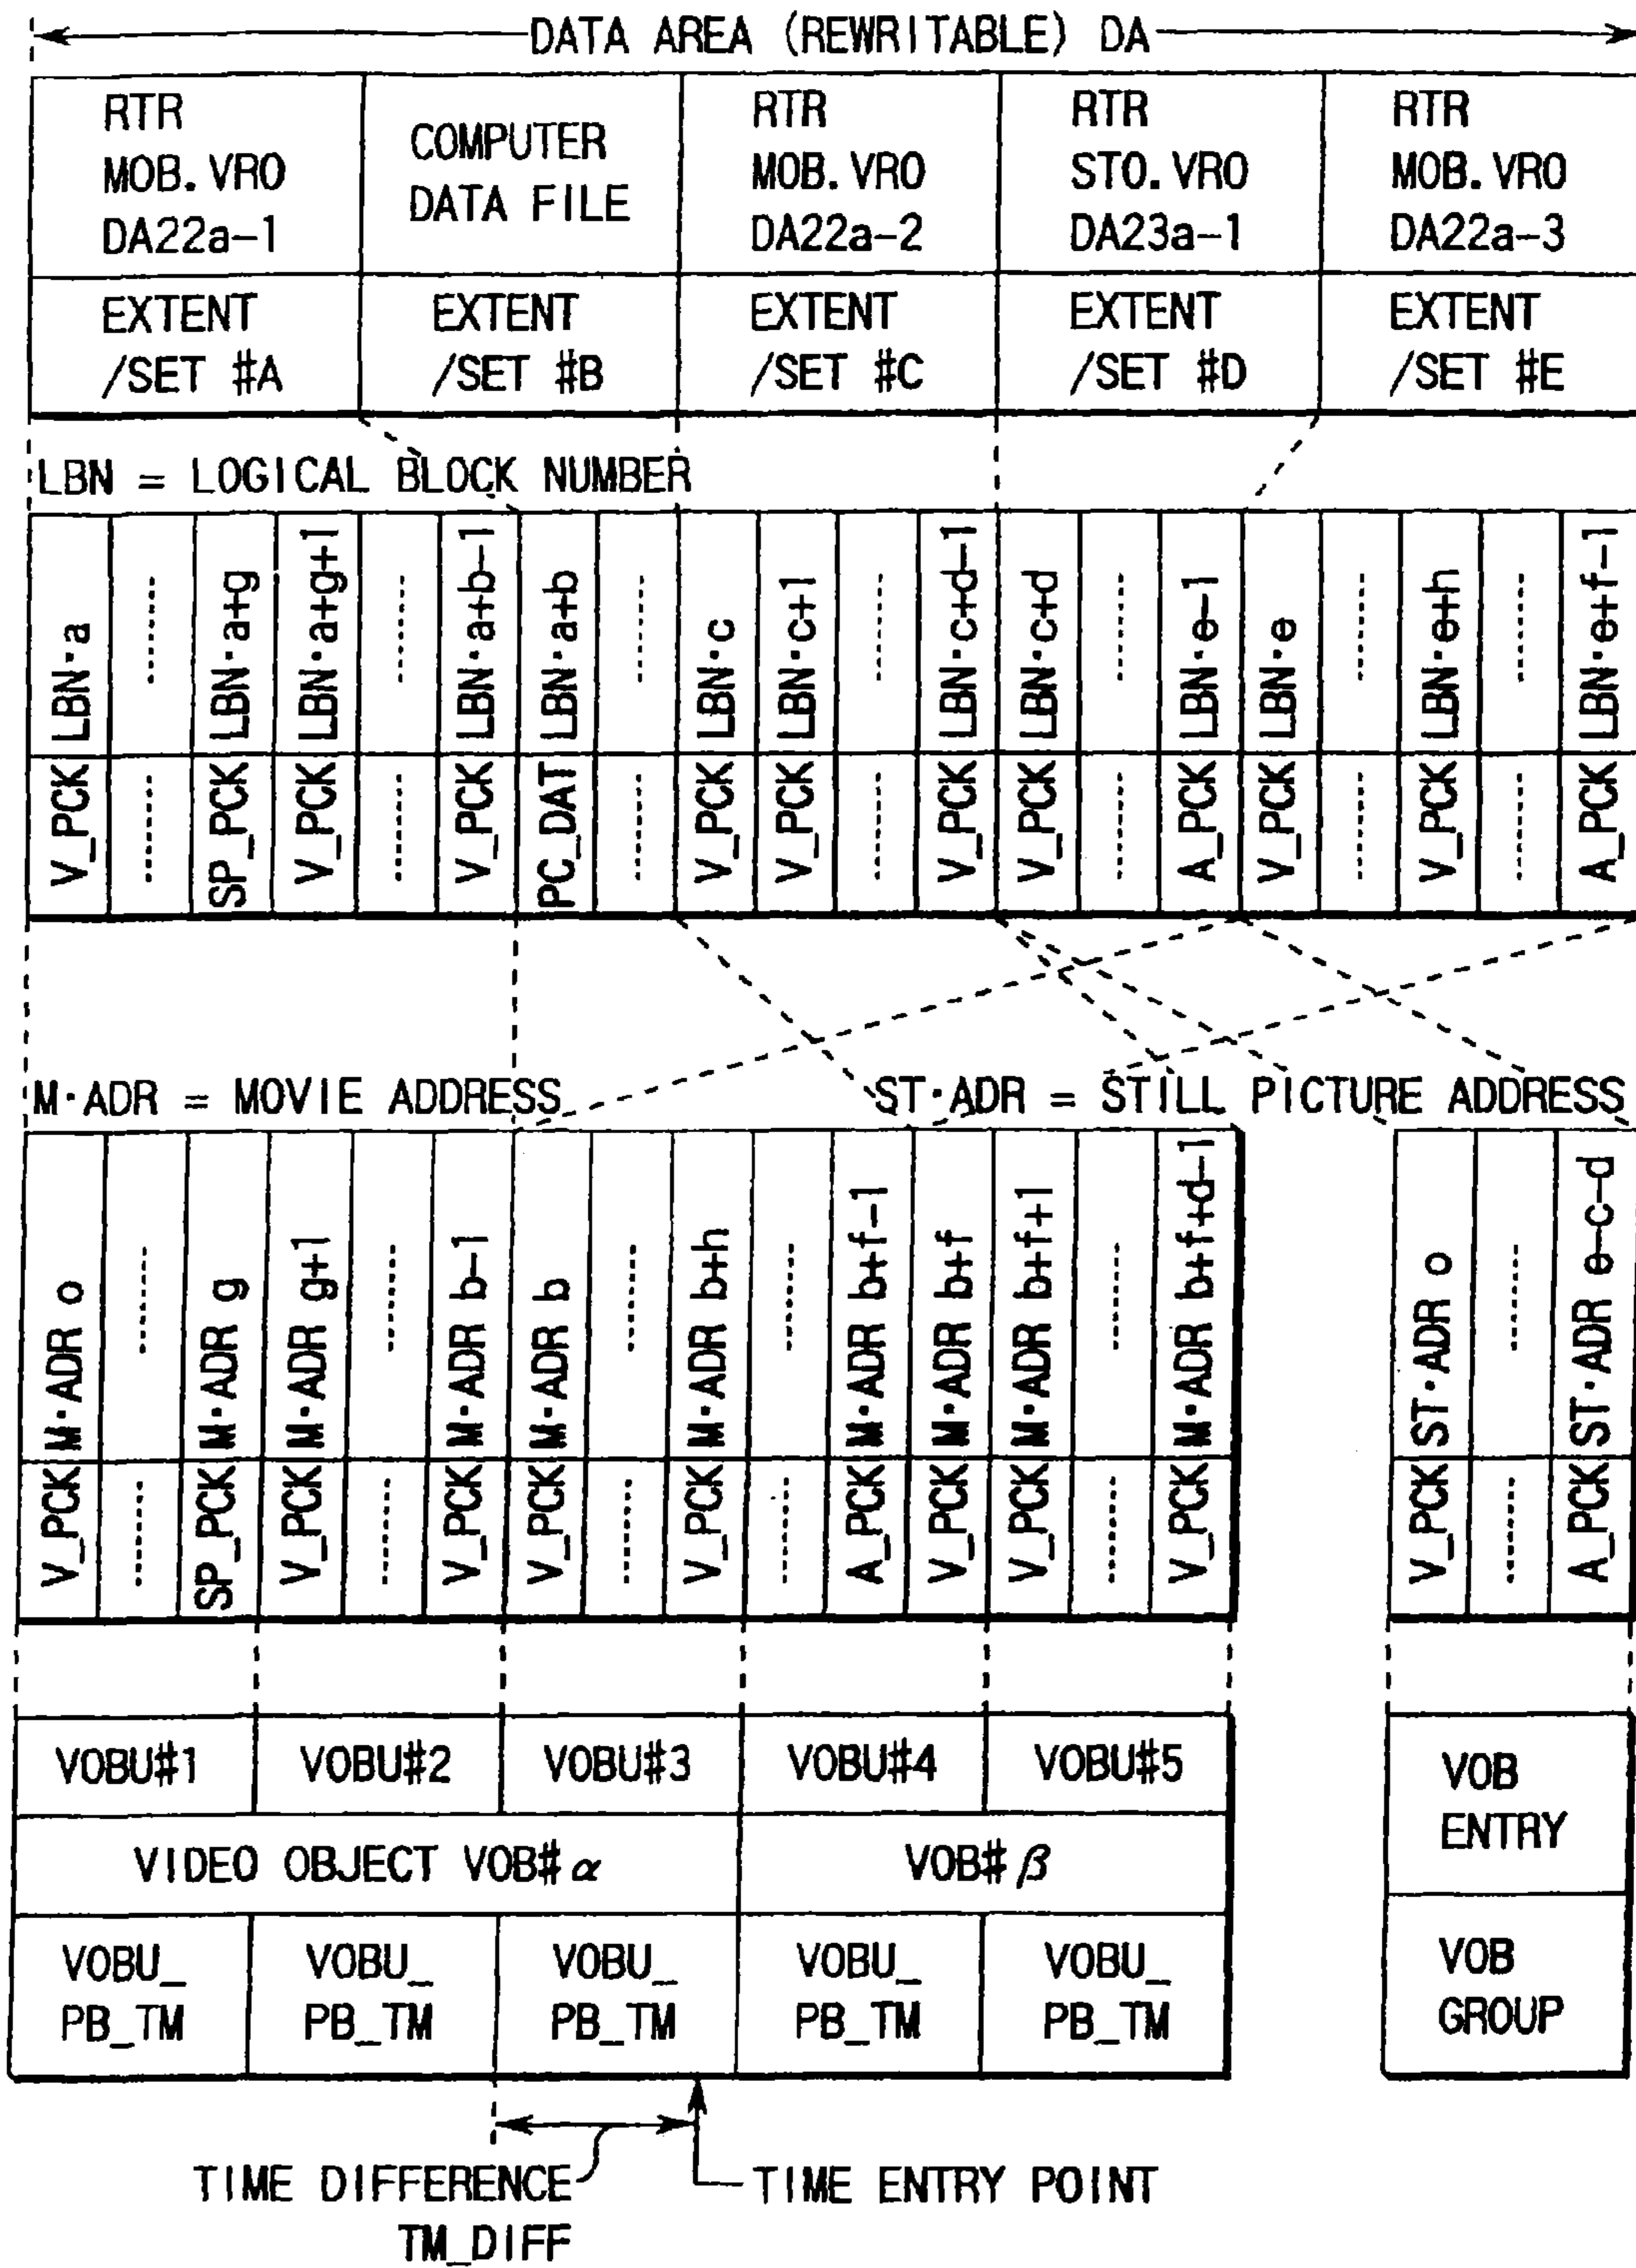 DATA AREA (REWRITABLE) DA
RTR MOB.VRO DA22a-1
COMPUTER DATA FILE
RTR MOB.VRO DA22a-2
RTR STO.VRO DA23a-1
RTR MOB.VRO DA22a-3
EXTENT /SET #A
EXTENT /SET #B
EXTENT /SET #C
EXTENT /SET #D
EXTENT /SET #E
LBN = LOGICAL BLOCK NUMBER
V_PCK LBN·a
SP_PCK LBN·a+g
V_PCK LBN·a+g+1
V_PCK LBN·a+b-1
PC_DAT LBN·a+b
V_PCK LBN·c
V_PCK LBN·c+1
V_PCK LBN·c+d-1
V_PCK LBN·c+d
A_PCK LBN·e-1
V_PCK LBN·e
V_PCK LBN·e+h
A_PCK LBN·e+f-1
M·ADR = MOVIE ADDRESS
ST·ADR = STILL PICTURE ADDRESS
V_PCK M·ADR o
SP_PCK M·ADR g
V_PCK M·ADR g+1
V_PCK M·ADR b-1
V_PCK M·ADR b
V_PCK M·ADR b+h
A_PCK M·ADR b+f-1
V_PCK M·ADR b+f
V_PCK M·ADR b+f+1
V_PCK M·ADR b+f+d-1
V_PCK ST·ADR o
A_PCK ST·ADR e-c-d
VOBU#1
VOBU#2
VOBU#3
VOBU#4
VOBU#5
VOB ENTRY
VIDEO OBJECT VOB#α
VOB#β
VOBU_ PB_TM
VOBU_ PB_TM
VOBU_ PB_TM
VOBU_ PB_TM
VOBU_ PB_TM
VOB GROUP
TIME DIFFERENCE TM_DIFF
TIME ENTRY POINT